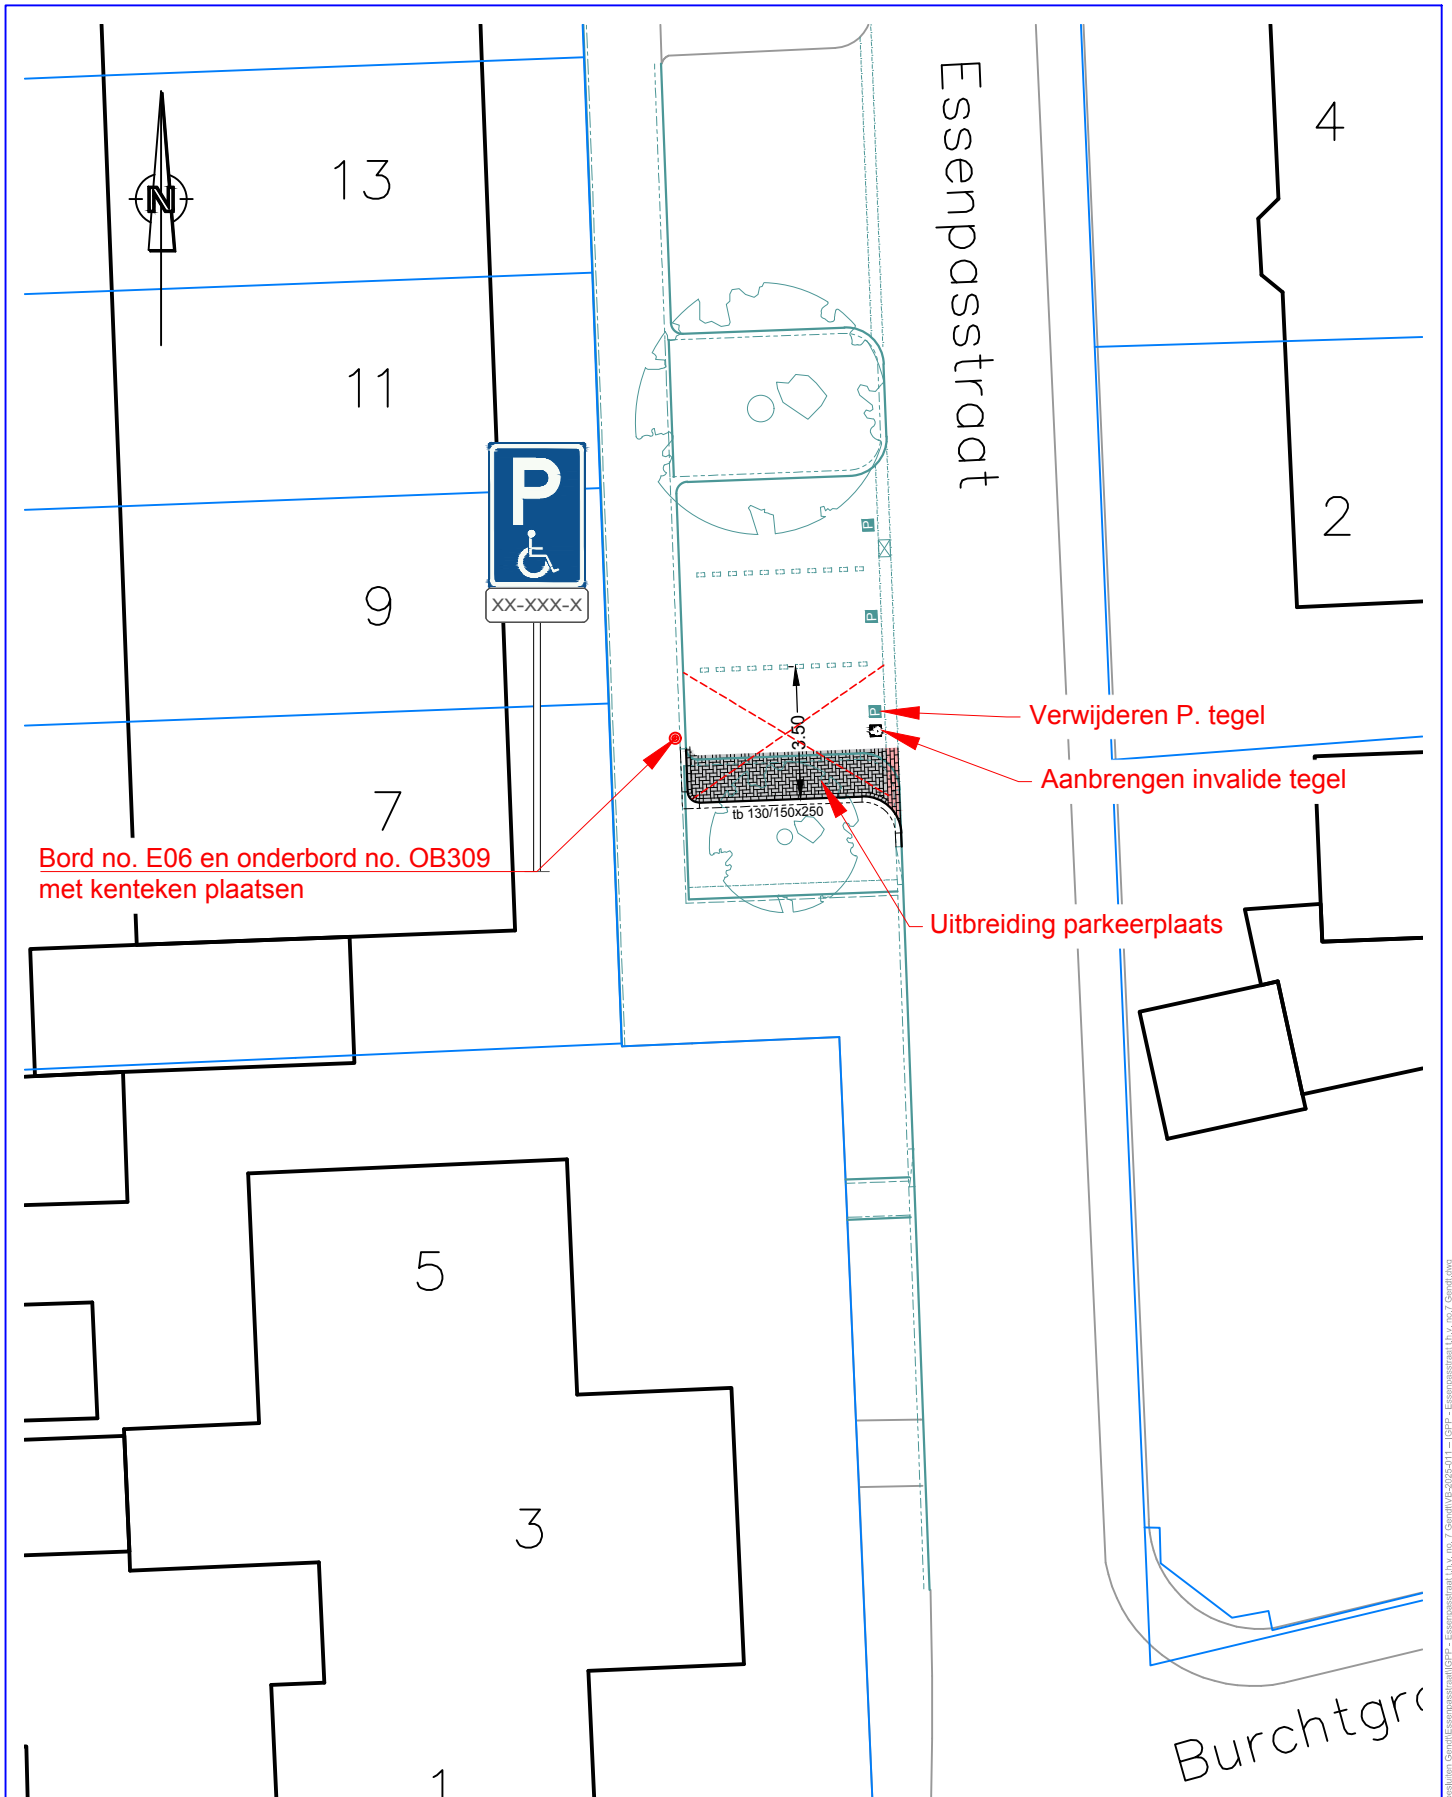 Essenpasstraat
4
13
N
11
2
P
XX-XXX-X
9
P
P
P
3.50
Verwijderen P. tegel
Aanbrengen invalide tegel
7
tb 130/150x250
Bord no. E06 en onderbord no. OB309
met kenteken plaatsen
Uitbreiding parkeerplaats
5
3
1
Burchtgr